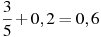 3/5 + 0,2 = 0,6